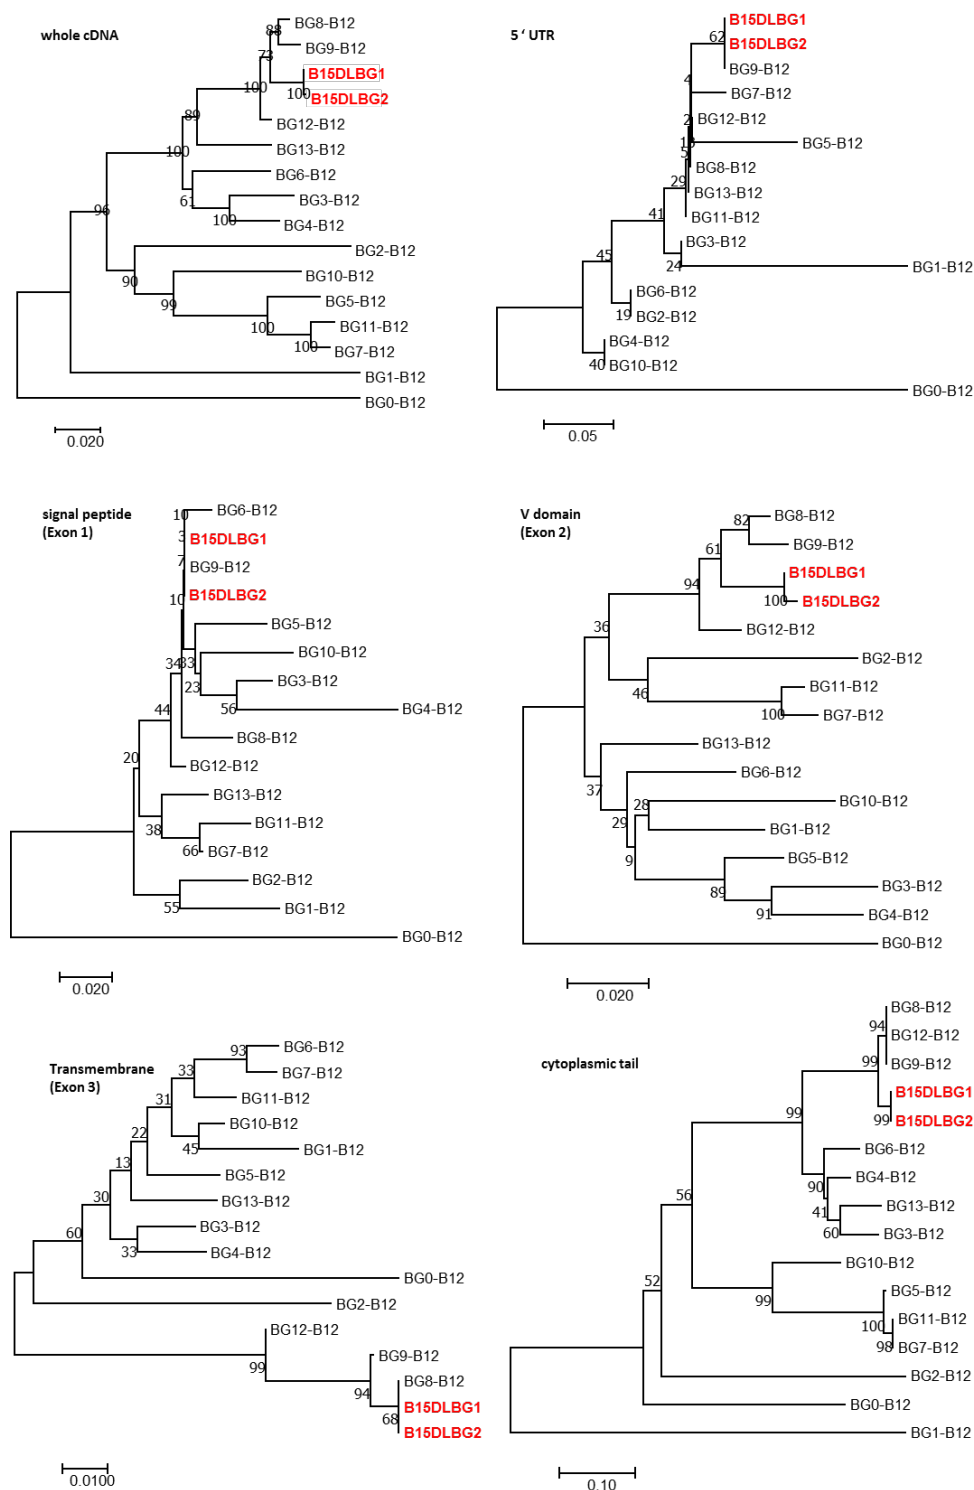 whole cDNA
BG8-B12
88
BG9-B12
73
B15DLBG1
100
100
B15DLBG2
89
BG12-B12
BG13-B12
100
BG6-B12
61
BG3-B12
100
BG4-B12
96
BG2-B12
BG10-B12
90
BG5-B12
99
BG11-B12
100
100
BG7-B12
BG1-B12
BG0-B12
0.020
5 ‘ UTR
B15DLBG1
62
B15DLBG2
BG9-B12
4
BG7-B12
2
BG12-B12
BG5-B12
5
BG8-B12
29
BG13-B12
41
BG11-B12
BG3-B12
45
24
BG1-B12
BG6-B12
19
BG2-B12
BG4-B12
40
BG10-B12
BG0-B12
0.05
signal peptide
(Exon 1)
10
BG6-B12
3
B15DLBG1
7
BG9-B12
10
B15DLBG2
BG5-B12
34
33
BG10-B12
23
BG3-B12
44
56
BG4-B12
BG8-B12
20
BG12-B12
BG13-B12
38
BG11-B12
66
BG7-B12
BG2-B12
55
BG1-B12
BG0-B12
0.020
V domain
(Exon 2)
82
BG8-B12
61
BG9-B12
94
B15DLBG1
100
B15DLBG2
36
BG12-B12
BG2-B12
46
BG11-B12
100
BG7-B12
BG13-B12
37
BG6-B12
29
28
BG10-B12
BG1-B12
9
BG5-B12
89
BG3-B12
91
BG4-B12
BG0-B12
0.020
Transmembrane
(Exon 3)
93
BG6-B12
33
BG7-B12
31
BG11-B12
22
BG10-B12
45
BG1-B12
13
BG5-B12
30
BG13-B12
60
BG3-B12
33
BG4-B12
BG0-B12
BG2-B12
BG12-B12
99
BG9-B12
94
BG8-B12
B15DLBG1
68
B15DLBG2
0.0100
cytoplasmic tail
BG8-B12
94
BG12-B12
99
BG9-B12
B15DLBG1
99
99
B15DLBG2
BG6-B12
90
BG4-B12
56
41
BG13-B12
60
BG3-B12
52
BG10-B12
99
BG5-B12
100
BG11-B12
98
BG7-B12
BG2-B12
BG0-B12
BG1-B12
0.10